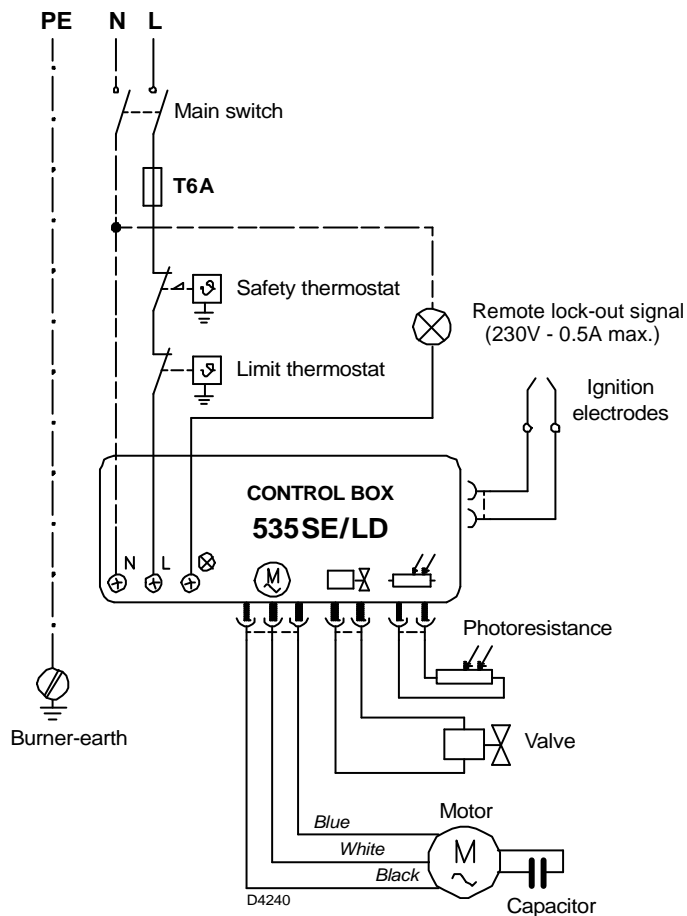 PE N L
Main switch
T6A
Safety thermostat
Remote lock-out signal
(230V - 0.5A max.)
Limit thermostat
Ignition
electrodes
CONTROL BOX
535SE/LD
N L
M
Photoresistance
Burner-earth
Valve
Motor
Blue
White
Black
M
D4240
Capacitor